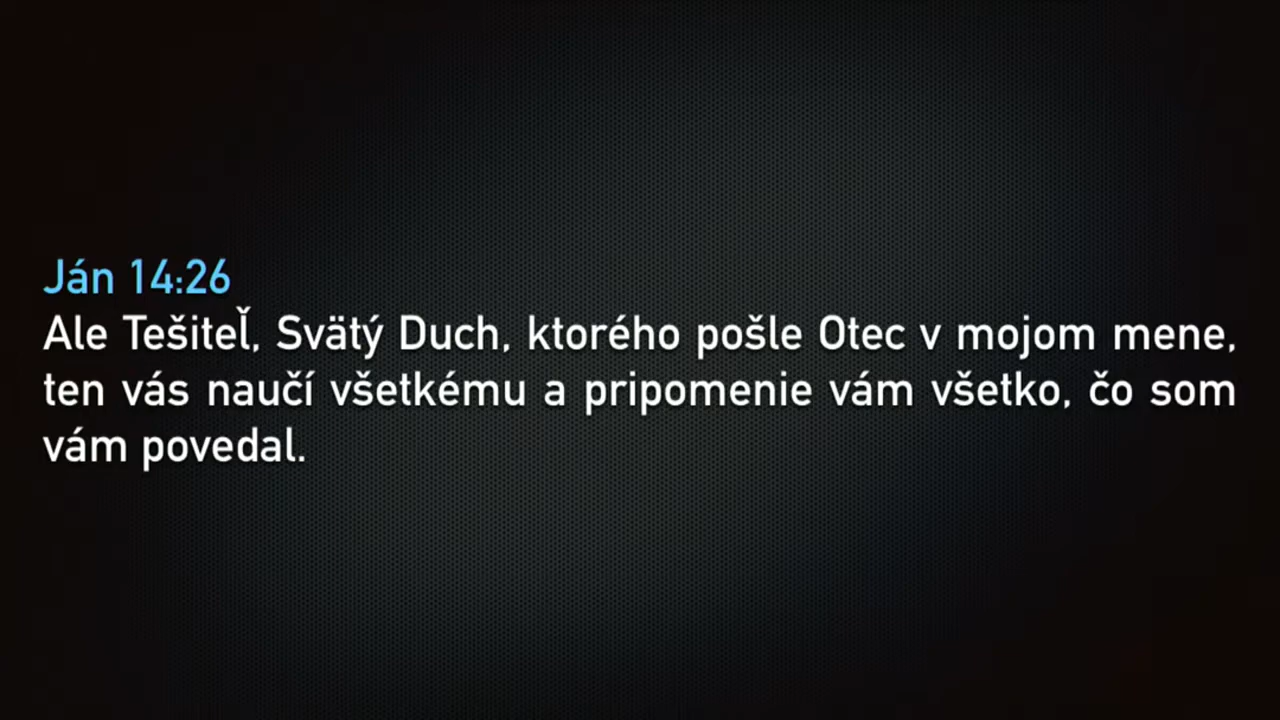 Ján 14:26
Ale Tešiteľ, Svätý Duch, ktorého pošle Otec v mojom mene,
ten vás naučí všetkému a pripomenie vám všetko, čo som
vám povedal.